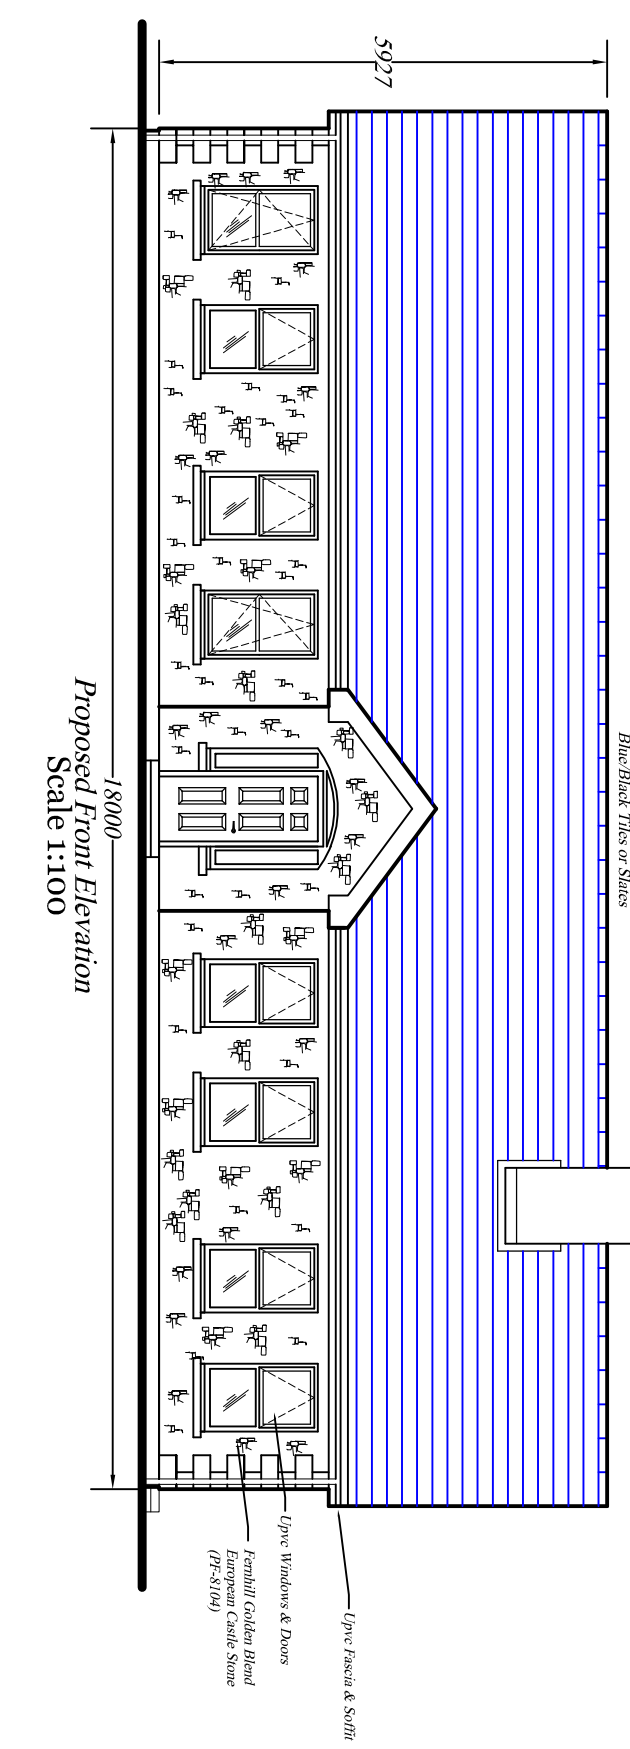 Blue/Black Tiles or Slates
5927
Upvc Fascia & Soffit
Upvc Windows & Doors
Fernhill Golden Blend
European Castle Stone
(PF-8104)
18000
Proposed Front Elevation
Scale 1:100